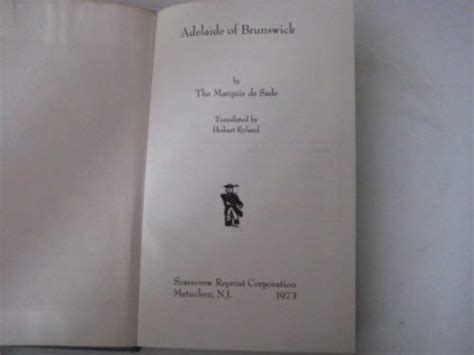 Adelaide of Brunswick
by
The Marquis de Sade
Translated by
Hobart Ryland
Scarecrow Reprint Corporation
Metuchen, N.J. 1973